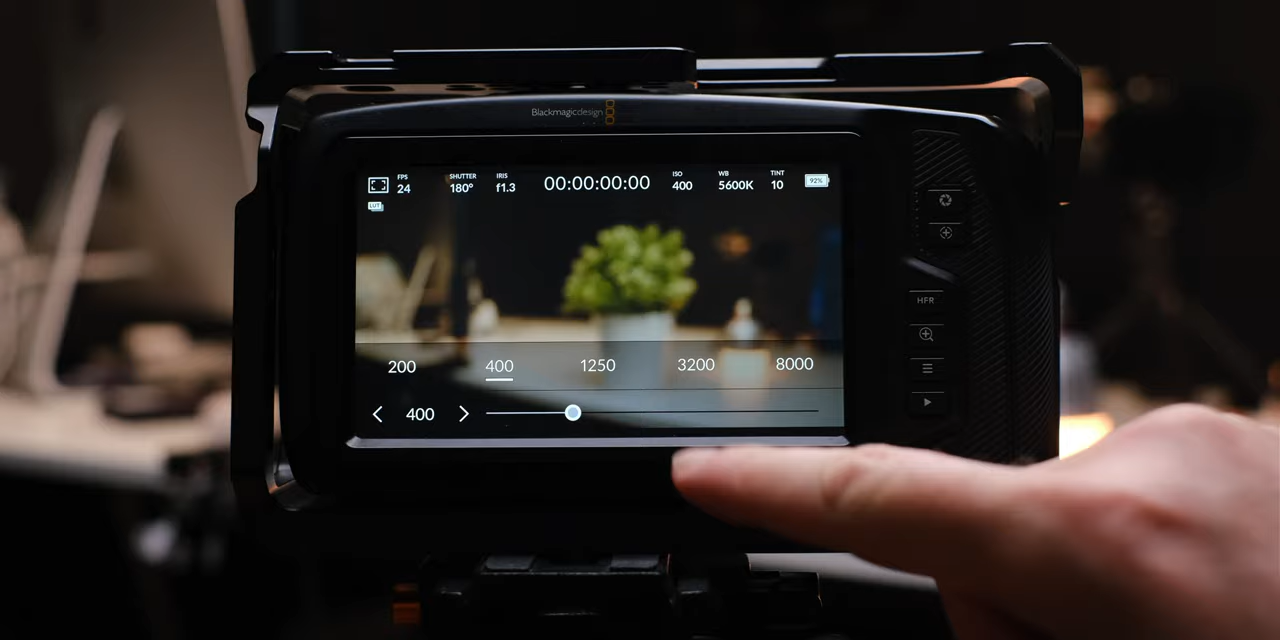 Blackmagicdesign
FPS SHUTTER IRIS 00:00:00:00 ISO WB TINT 92%
24 180° f1.3 400 5600K 10
LUT
HFR
200 400 1250 3200 8000
400